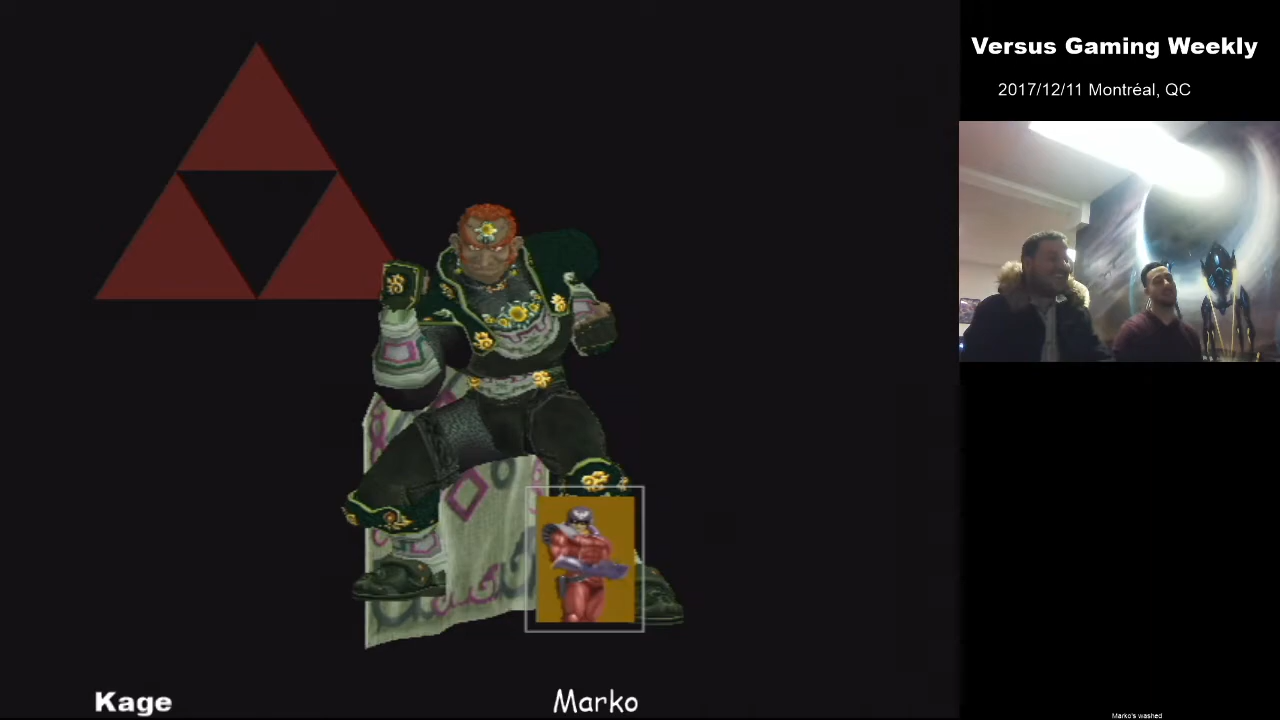 Versus Gaming Weekly
2017/12/11 Montréal, QC
Kage
Marko
Marko's washed